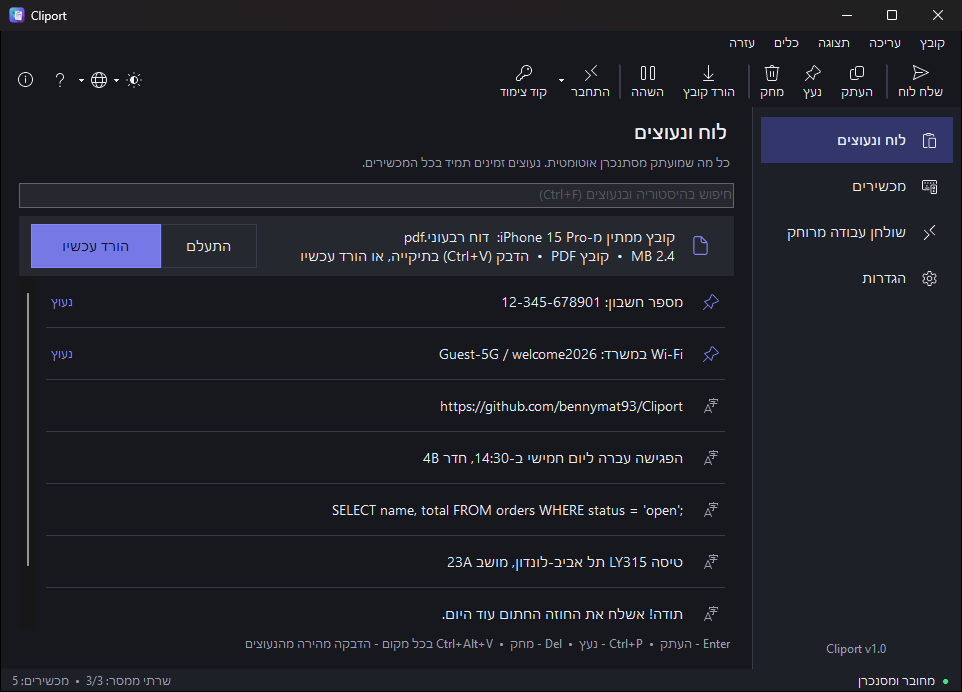 Cliport
קובץ עריכה תצוגה כלים עזרה
שלח לוח העתק נעץ מחק הורד קובץ השהה התחבר קוד צימוד
לוח ונעוצים
מכשירים
שולחן עבודה מרוחק
הגדרות
לוח ונעוצים
כל מה שמועתק מסתנכרן אוטומטית. נעוצים זמינים תמיד בכל המכשירים.
חיפוש בהיסטוריה ובנעוצים (Ctrl+F)
קובץ ממתין מ-iPhone 15 Pro: דוח רבעוני.pdf
2.4 MB • קובץ PDF • הדבק (Ctrl+V) בתיקייה, או הורד עכשיו
התעלם הורד עכשיו
מספר חשבון: 12-345-678901 נעוץ
Wi-Fi במשרד: Guest-5G / welcome2026 נעוץ
https://github.com/bennymat93/Cliport
הפגישה עברה ליום חמישי ב-14:30, חדר 4B
SELECT name, total FROM orders WHERE status = 'open';
טיסה LY315 תל אביב-לונדון, מושב 23A
תודה! אשלח את החוזה החתום עוד היום.
Enter - העתק • Ctrl+P - נעץ • Del - מחק • Ctrl+Alt+V בכל מקום - הדבקה מהירה מהנעוצים
Cliport v1.0
מחובר ומסנכרן
שרתי ממסר: 3/3 • מכשירים: 5